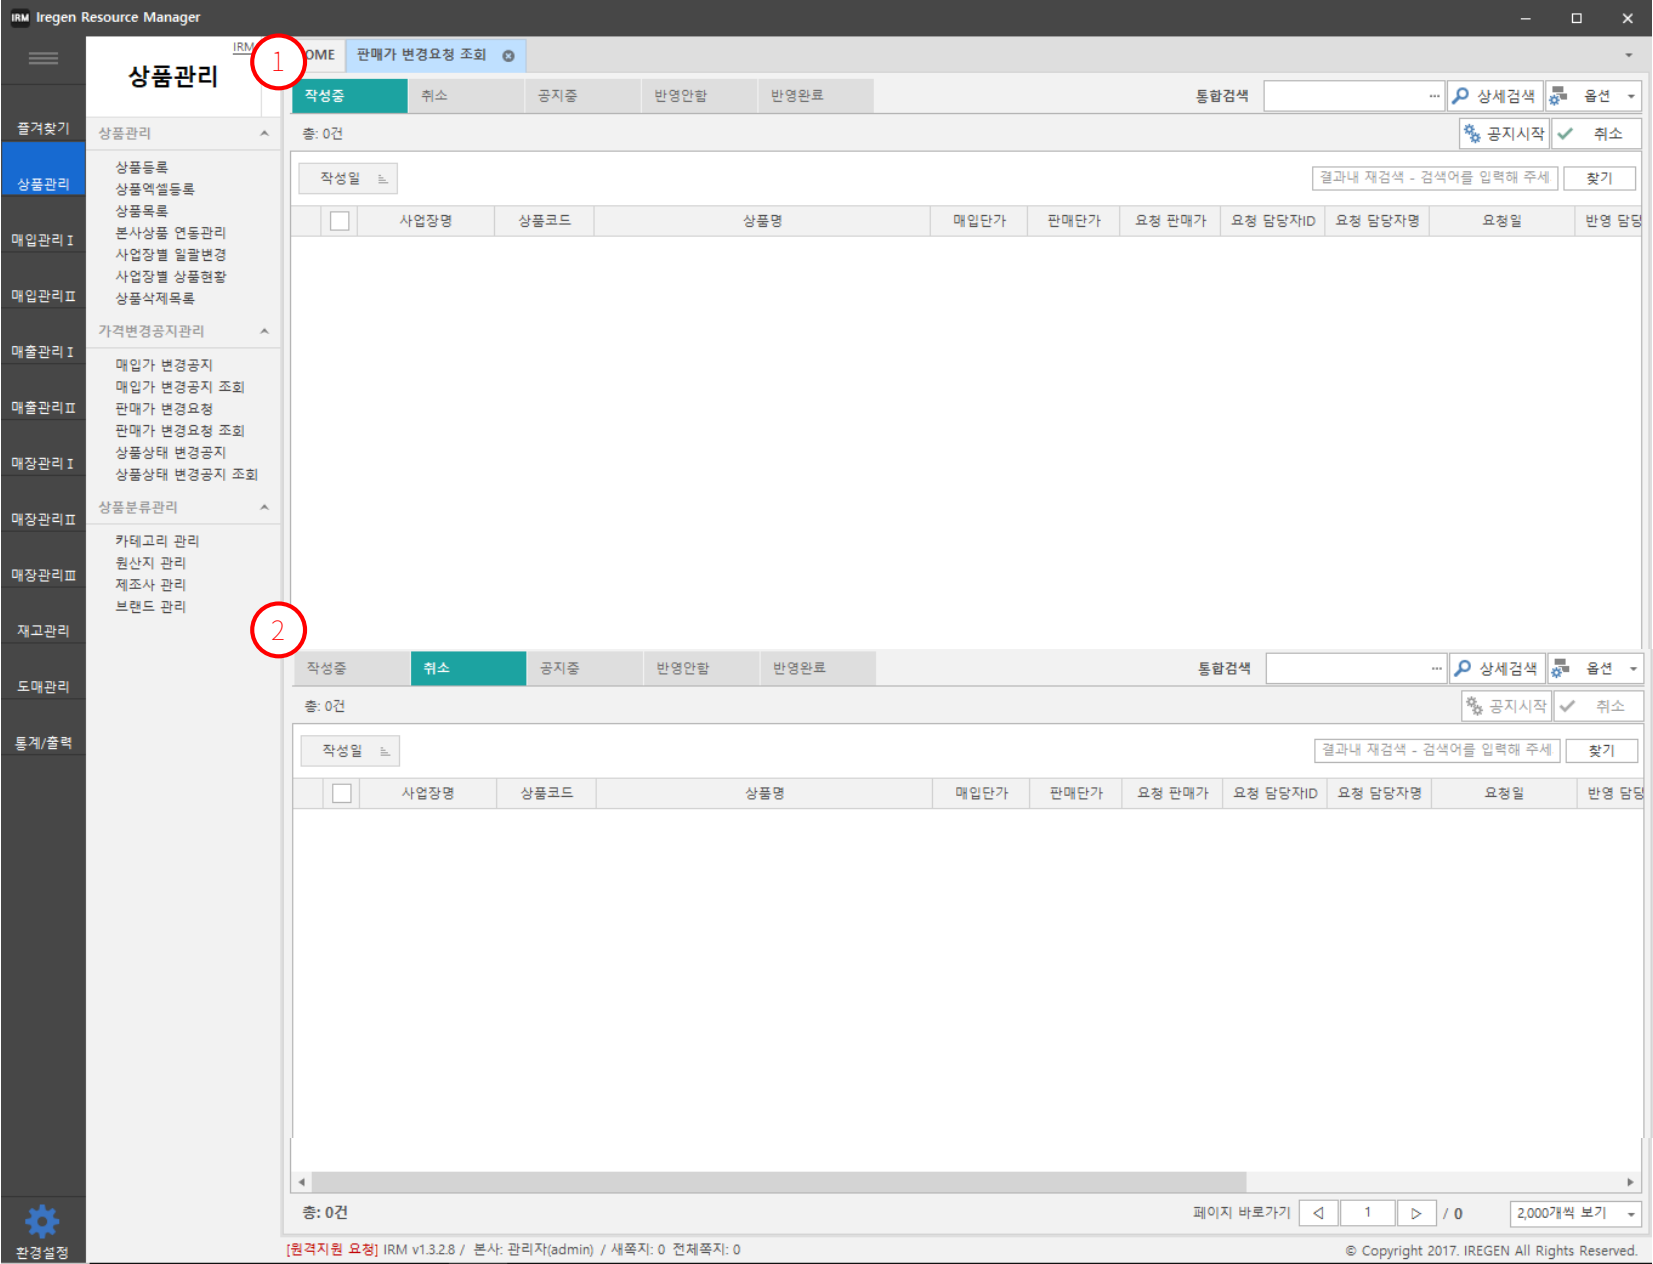 IRM Iregen Resource Manager
즐겨찾기
상품관리
매입관리 I
매입관리 II
매출관리 I
매출관리 II
매장관리 I
매장관리 II
매장관리 III
재고관리
도매관리
통계/출력
환경설정
IRM
상품관리
상품관리
상품등록
상품엑셀등록
상품목록
본사상품 연동관리
사업장별 일괄변경
사업장별 상품현황
상품삭제목록
가격변경공지관리
매입가 변경공지
매입가 변경공지 조회
판매가 변경요청
판매가 변경요청 조회
상품상태 변경공지
상품상태 변경공지 조회
상품분류관리
카테고리 관리
원산지 관리
제조사 관리
브랜드 관리
1
OME 판매가 변경요청 조회
작성중 취소 공지중 반영안함 반영완료 통합검색 ... 상세검색 옵션
총: 0건 공지시작 취소
작성일 결과내 재검색 - 검색어를 입력해 주세 찾기
사업장명 상품코드 상품명 매입단가 판매단가 요청 판매가 요청 담당자ID 요청 담당자명 요청일 반영 담당
2
작성중 취소 공지중 반영안함 반영완료 통합검색 ... 상세검색 옵션
총: 0건 공지시작 취소
작성일 결과내 재검색 - 검색어를 입력해 주세 찾기
사업장명 상품코드 상품명 매입단가 판매단가 요청 판매가 요청 담당자ID 요청 담당자명 요청일 반영 담당
총: 0건 페이지 바로가기 1 / 0 2,000개씩 보기
[원격지원 요청] IRM v1.3.2.8 / 본사: 관리자(admin) / 새쪽지: 0 전체쪽지: 0 © Copyright 2017. IREGEN All Rights Reserved.